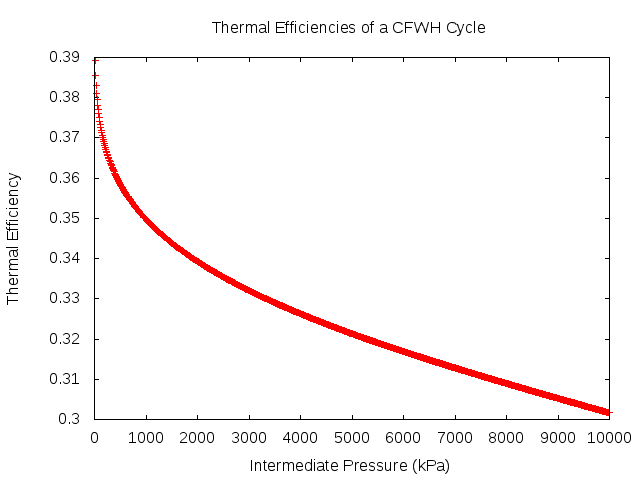 Thermal Efficiencies of a CFWH Cycle
0.39
0.38
0.37
0.36
0.35
0.34
0.33
0.32
0.31
0.3
Thermal Efficiency
0 1000 2000 3000 4000 5000 6000 7000 8000 9000 10000
Intermediate Pressure (kPa)